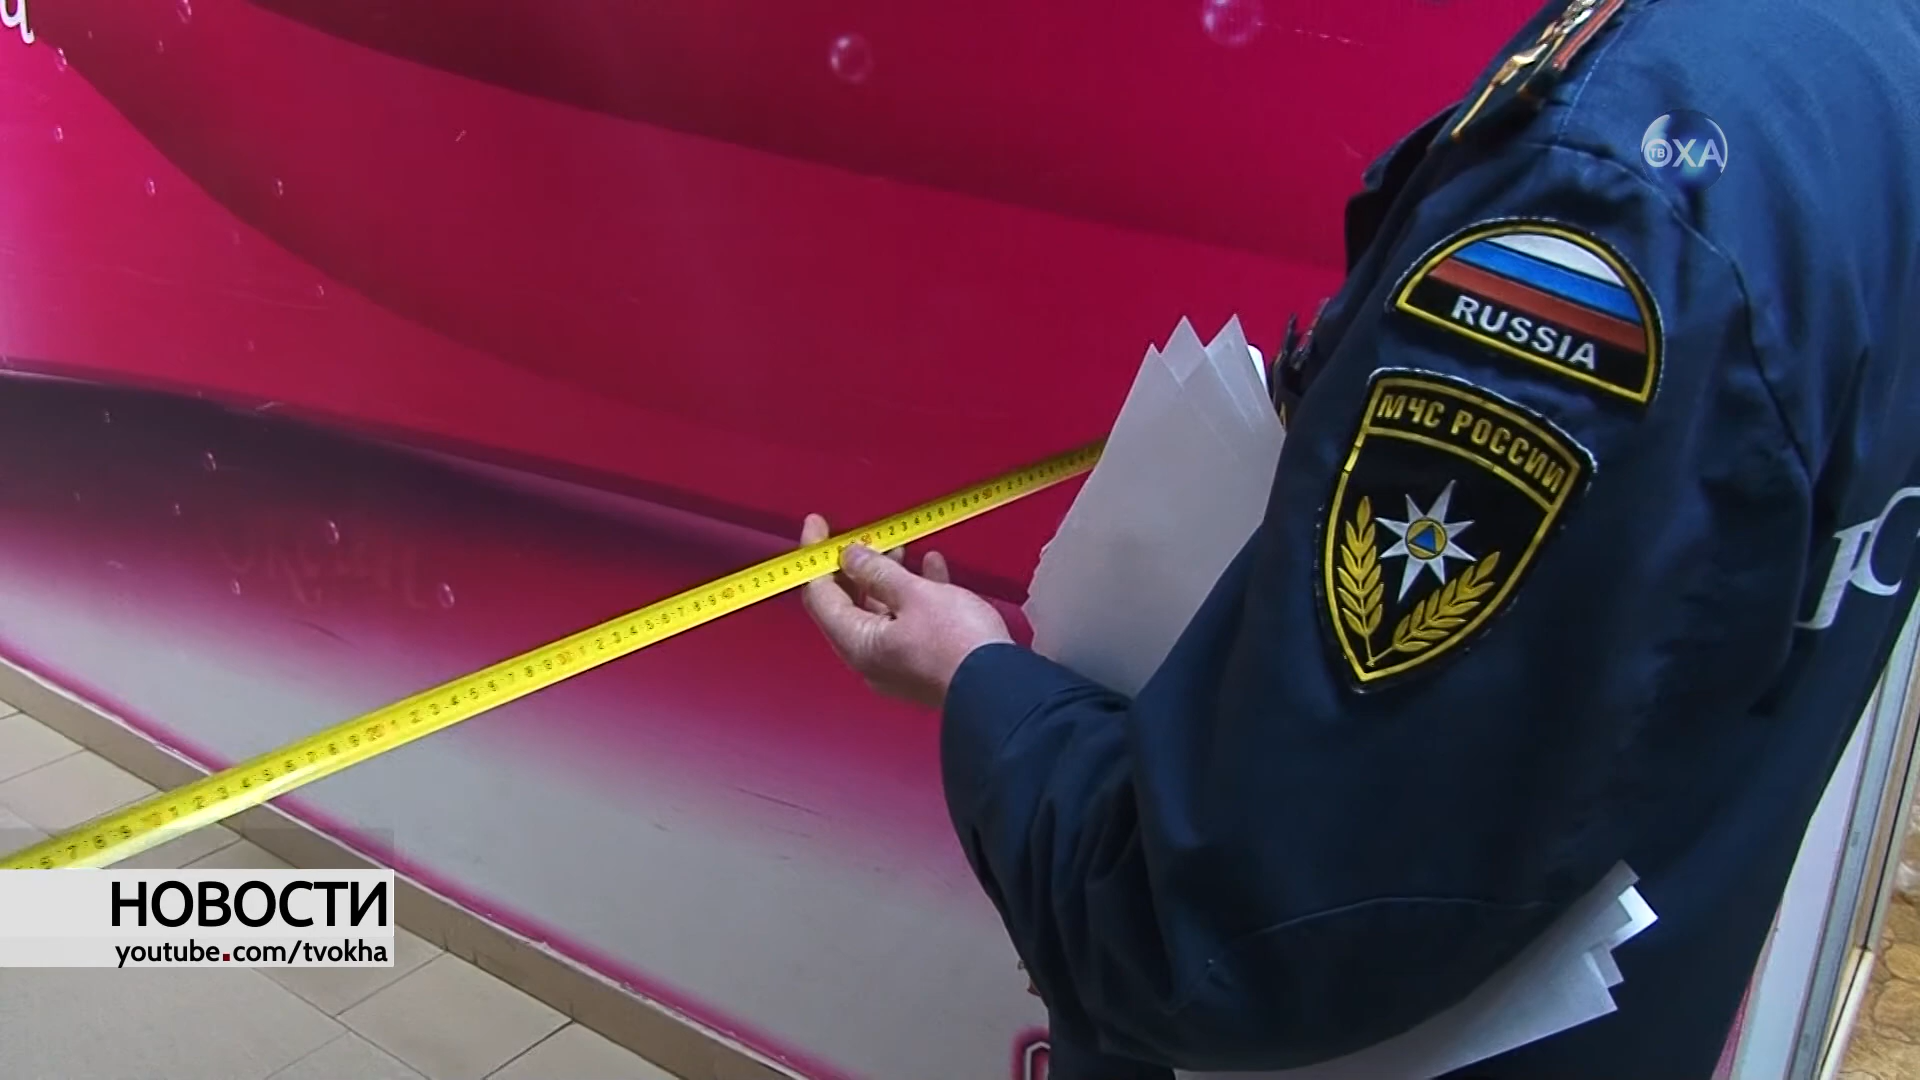 ТВ ОХА
RUSSIA
МЧС РОССИИ
НОВОСТИ
youtube.com/tvokha